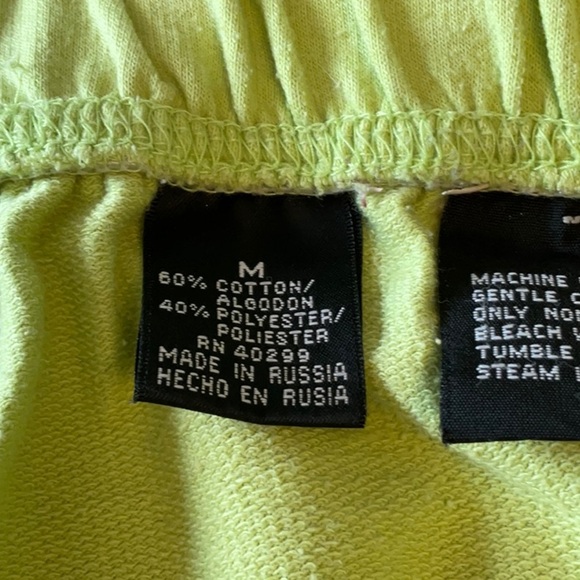 M
60% COTTON/
ALGODON
40% POLYESTER/
POLIESTER
RN 40299
MADE IN RUSSIA
HECHO EN RUSIA
MACHINE
GENTLE
ONLY NON
BLEACH
TUMBLE
STEAM